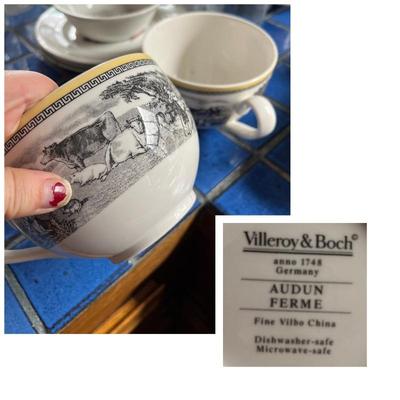 Villeroy & Boch©
anno 1748
Germany
AUDUN
FERME
Fine Vilbo China
Dishwasher-safe
Microwave-safe